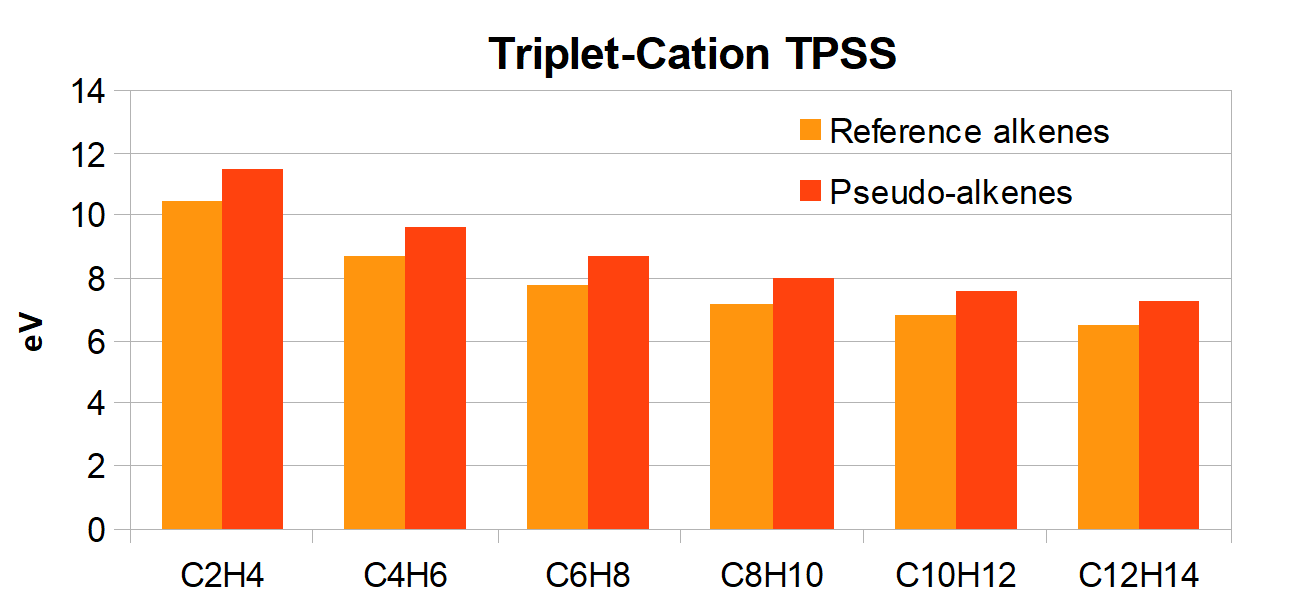 Triplet-Cation TPSS
14
12
10
8
6
4
2
0
eV
Reference alkenes
Pseudo-alkenes
C2H4 C4H6 C6H8 C8H10 C10H12 C12H14